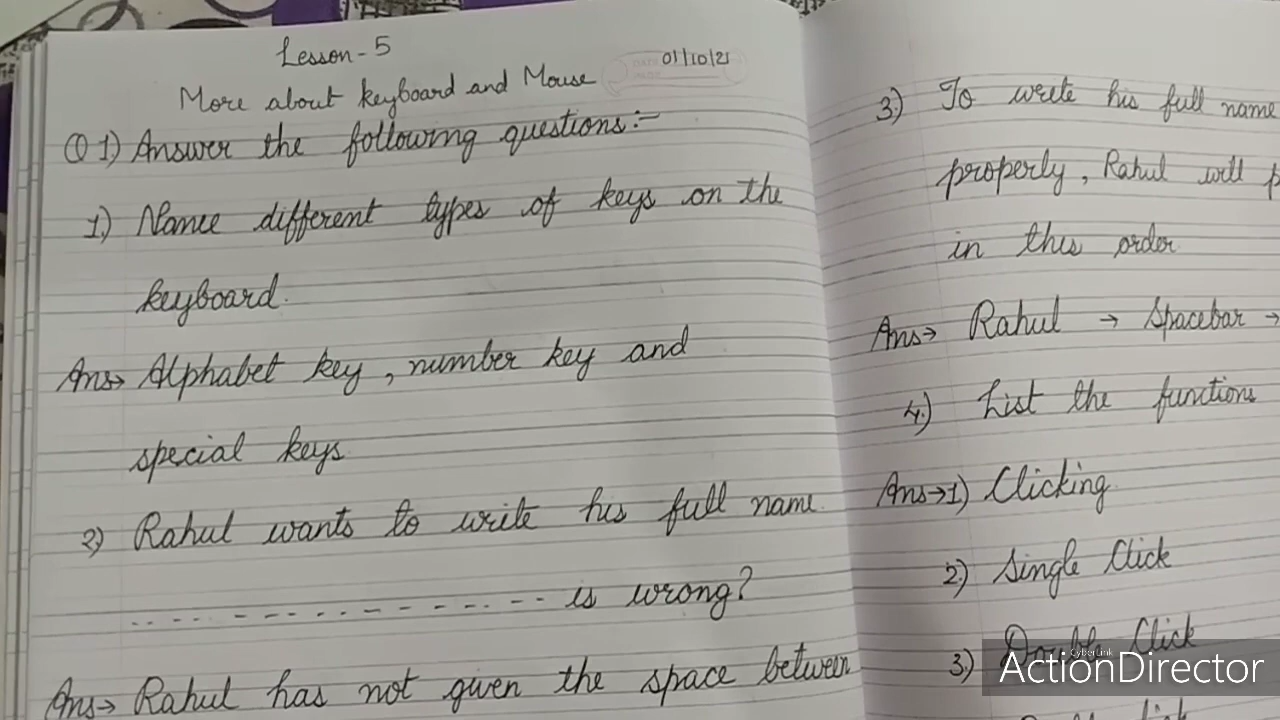 Lesson-5
01/10/21
More about keyboard and Mouse
Q 1) Answer the following questions:-
1) Name different types of keys on the
keyboard.
Ans→ Alphabet key, number key and
special keys
2) Rahul wants to write his full name
------------ is wrong?
Ans→ Rahul has not given the space between
3) To write his full name
properly, Rahul will
in this order
Ans→ Rahul → Spacebar →
4.) List the functions
Ans→1) Clicking
2) Single Click
3) Double Click
CyberLink
ActionDirector